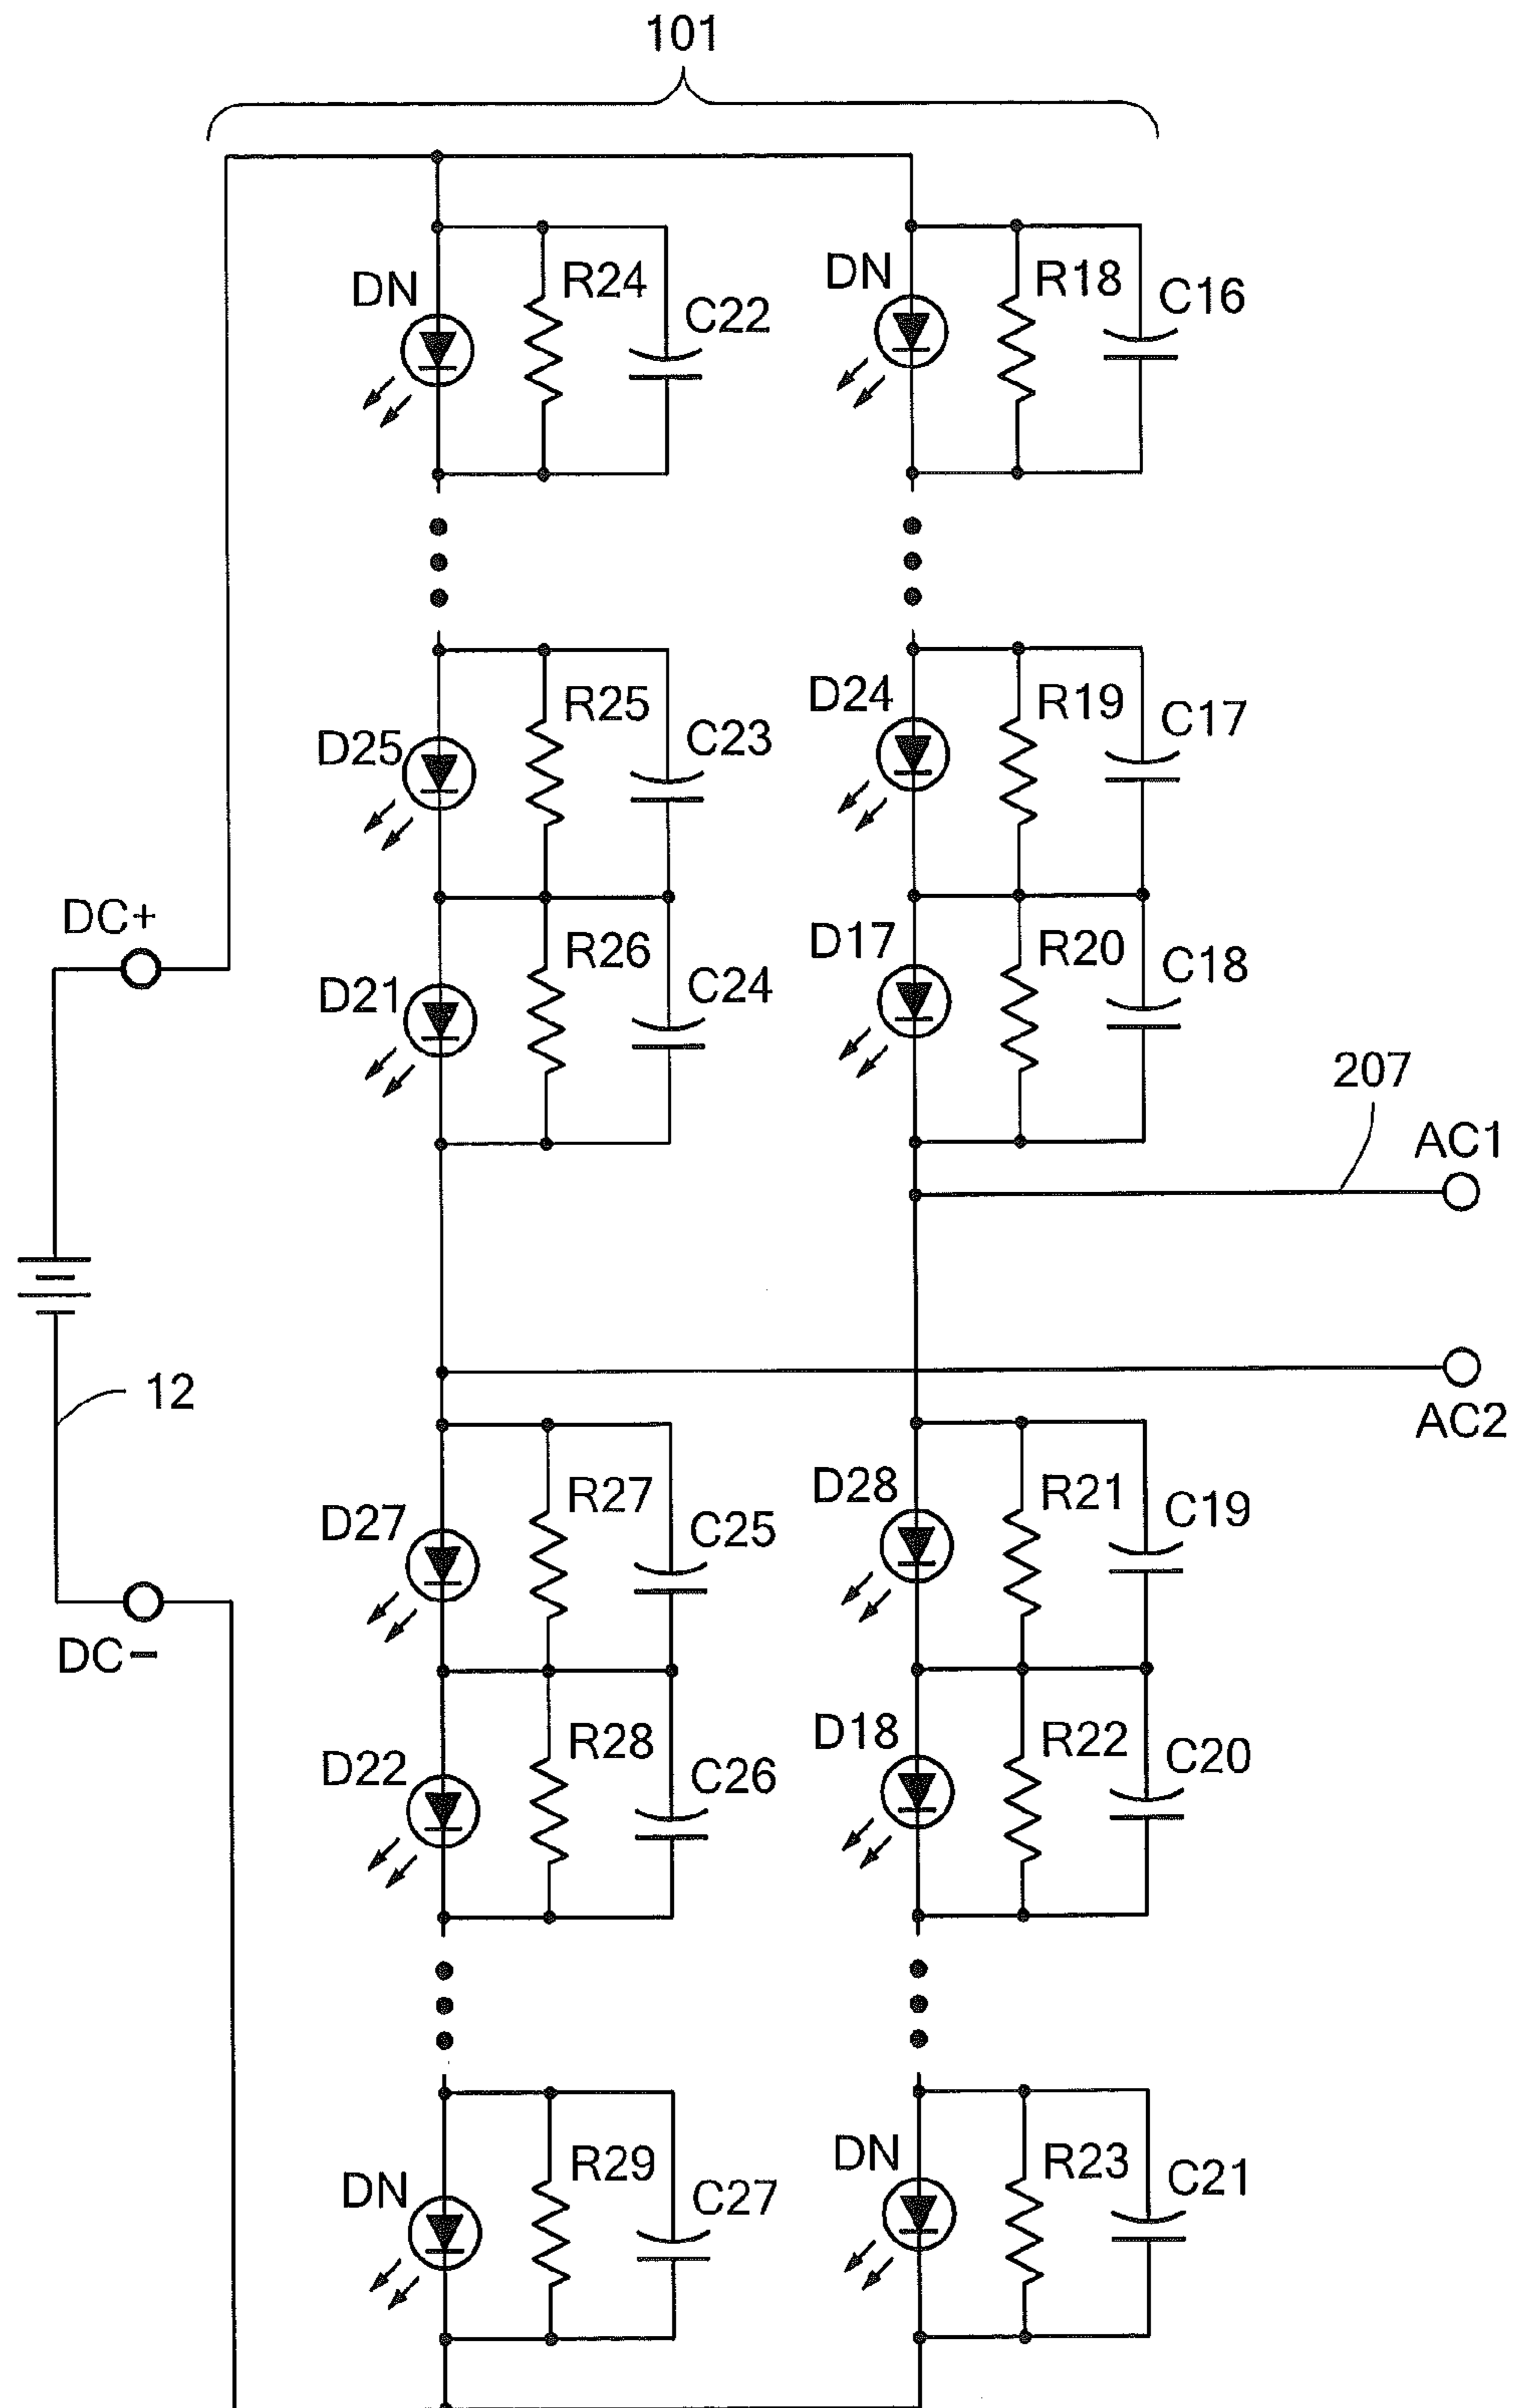 101
DN
R24
C22
DN
R18
C16
D25
R25
C23
D24
R19
C17
DC+
D21
R26
C24
D17
R20
C18
207
AC1
12
AC2
D27
R27
C25
D28
R21
C19
DC−
D22
R28
C26
D18
R22
C20
DN
R29
C27
DN
R23
C21